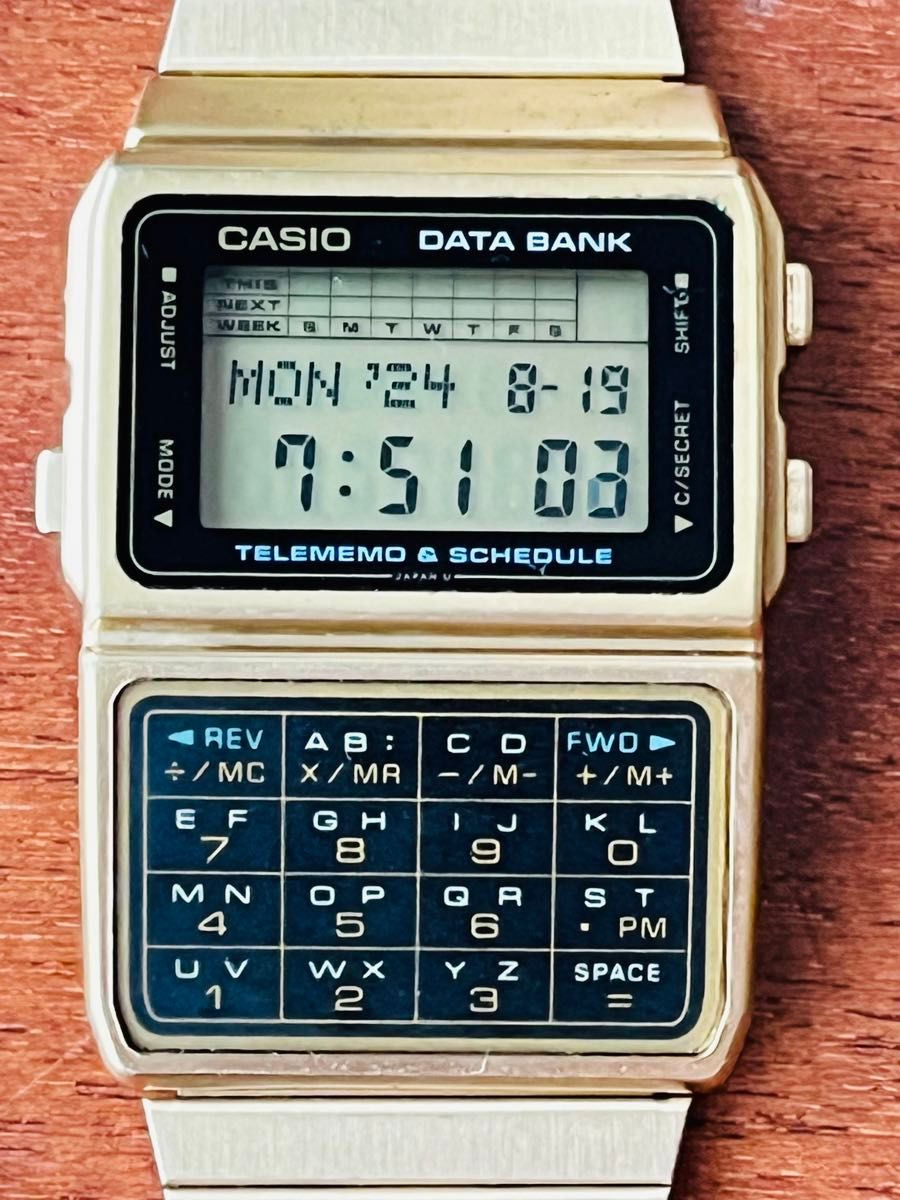 CASIO DATA BANK
ADJUST
MODE
SHIFT
C/SECRET
THIS
NEXT
WEEK S M T W T F S
MON '24 8-19
7:51 03
TELEMEMO & SCHEDULE
JAPAN U
◀ REV A B : C D FWD ▶
÷/MC X/MR −/M− +/M+
E F G H I J K L
7 8 9 0
M N O P Q R S T
4 5 6 · PM
U V W X Y Z SPACE
1 2 3 =